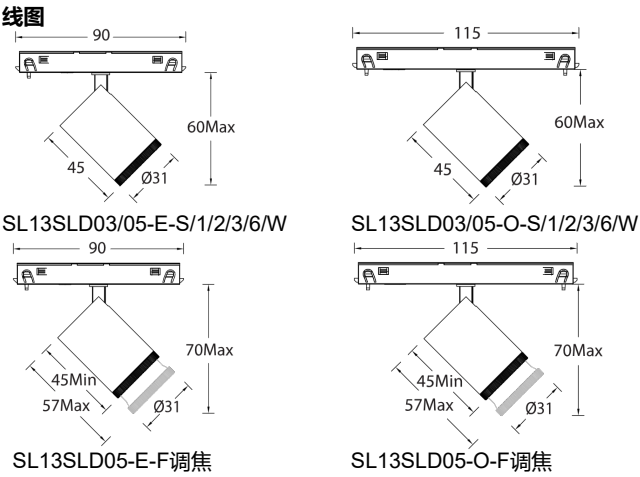 线图
90
115
60Max
60Max
45
Ø31
45
Ø31
SL13SLD03/05-E-S/1/2/3/6/W
SL13SLD03/05-O-S/1/2/3/6/W
90
115
70Max
70Max
45Min
57Max
Ø31
45Min
57Max
Ø31
SL13SLD05-E-F调焦
SL13SLD05-O-F调焦